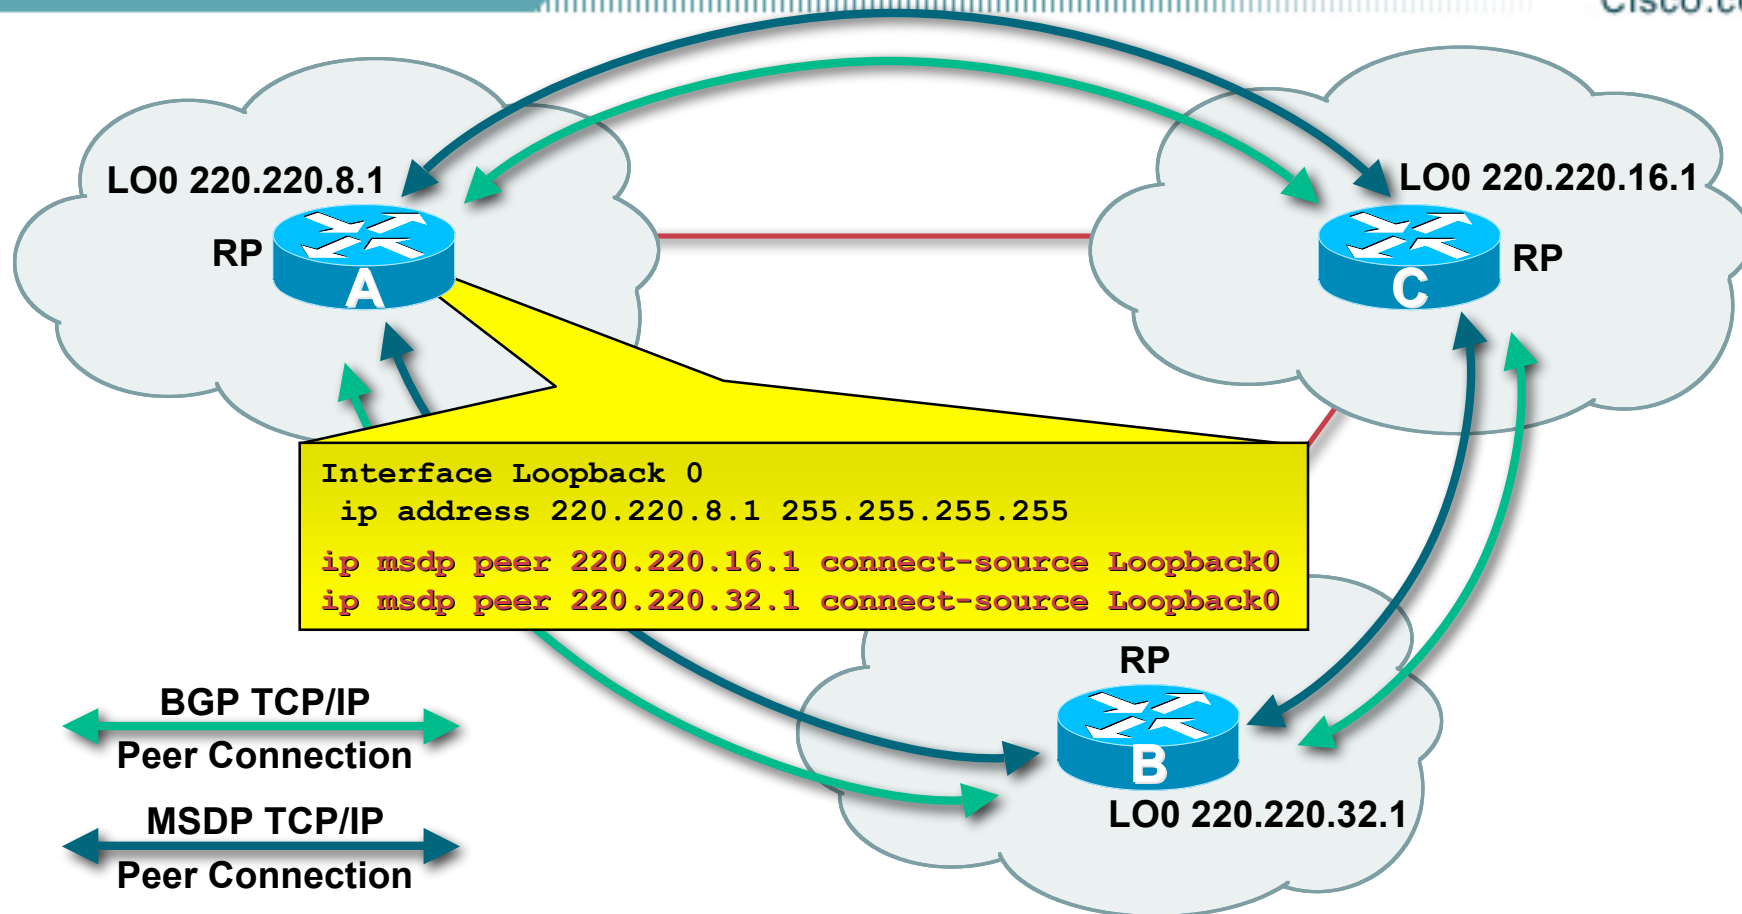 LO0 220.220.8.1
RP
A
LO0 220.220.16.1
RP
C
Interface Loopback 0
ip address 220.220.8.1 255.255.255.255
ip msdp peer 220.220.16.1 connect-source Loopback0
ip msdp peer 220.220.32.1 connect-source Loopback0
RP
B
LO0 220.220.32.1
BGP TCP/IP
Peer Connection
MSDP TCP/IP
Peer Connection